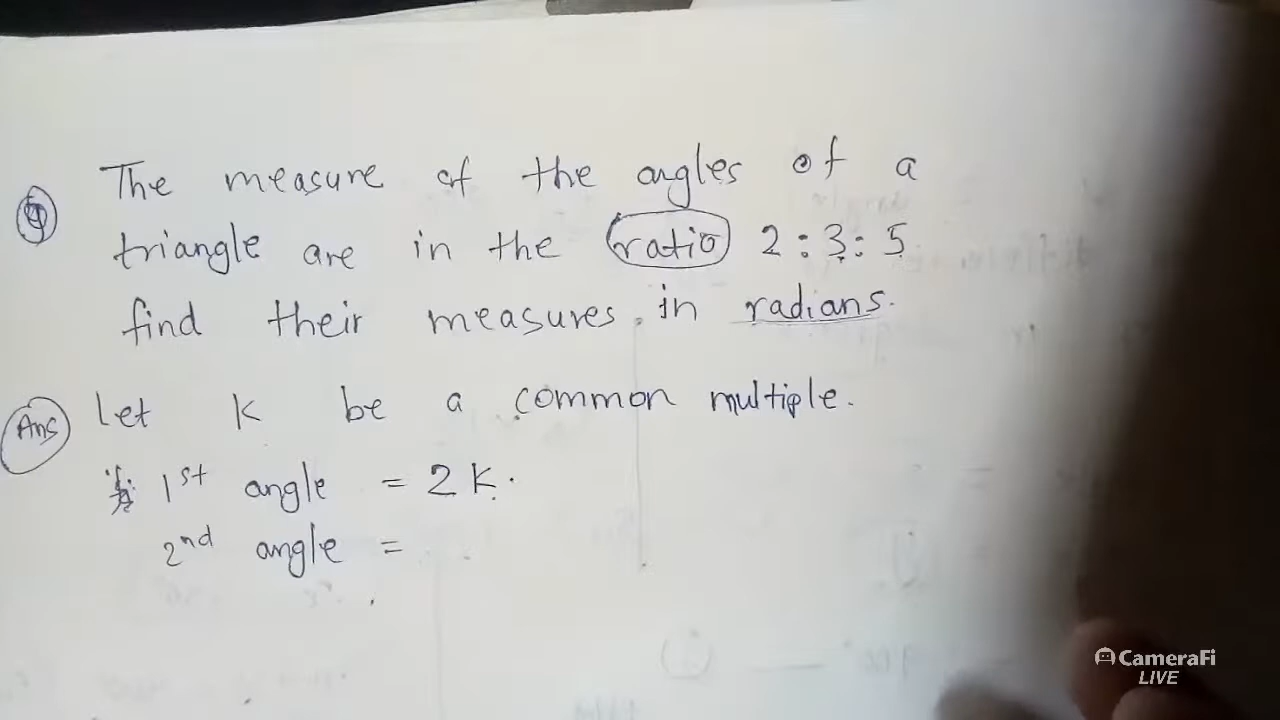 The measure of the angles of a
triangle are in the ratio 2 : 3 : 5
find their measures in radians.
Ans Let K be a common multiple.
1st angle = 2K.
2nd angle =
CameraFi
LIVE